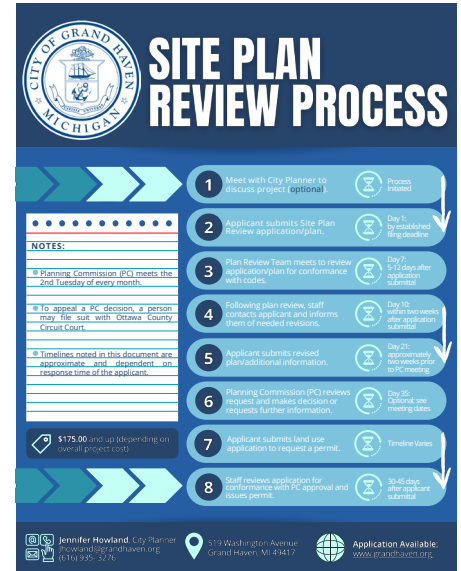 CITY OF GRAND HAVEN
MICHIGAN
SITE PLAN
REVIEW PROCESS
1
Meet with City Planner to
discuss project (optional).
Process
Initiated
2
Applicant submits Site Plan
Review application/plan.
Day 1:
by established
filing deadline
3
Plan Review Team meets to review
application/plan for conformance
with codes.
Day 7:
5-12 days after
application
submittal
4
Following plan review, staff
contacts applicant and informs
them of needed revisions.
Day 10:
within two weeks
after application
submittal
5
Applicant submits revised
plan/additional information.
Day 21:
approximately
two weeks prior
to PC meeting
6
Planning Commission (PC) reviews
request and makes decision or
requests further information.
Day 35:
Optional; see
meeting dates
7
Applicant submits land use
application to request a permit.
Timeline Varies
8
Staff reviews application for
conformance with PC approval and
issues permit.
30-45 days
after applicant
submittal
NOTES:
Planning Commission (PC) meets the
2nd Tuesday of every month.
To appeal a PC decision, a person
may file suit with Ottawa County
Circuit Court.
Timelines noted in this document are
approximate and dependent on
response time of the applicant.
$175.00 and up (depending on
overall project cost)
Jennifer Howland, City Planner
jhowland@grandhaven.org
(616) 935-3276
519 Washington Avenue
Grand Haven, MI 49417
Application Available:
www.grandhaven.org